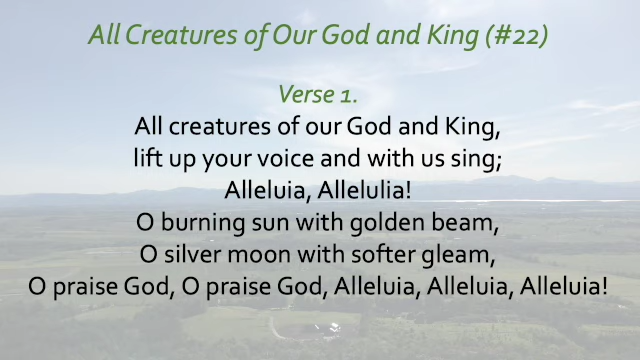 All Creatures of Our God and King (#22)
Verse 1.
All creatures of our God and King,
lift up your voice and with us sing;
Alleluia, Allelulia!
O burning sun with golden beam,
O silver moon with softer gleam,
O praise God, O praise God, Alleluia, Alleluia, Alleluia!